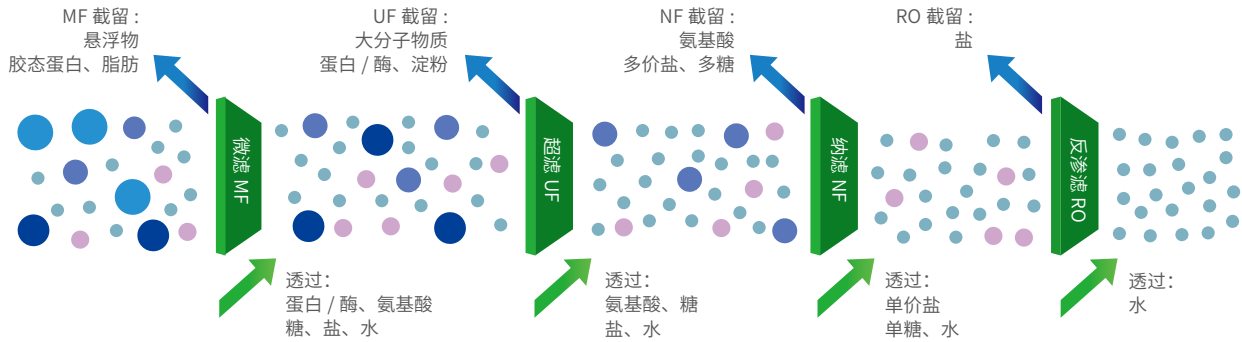 MF 截留 :
悬浮物
胶态蛋白、脂肪
UF 截留 :
大分子物质
蛋白 / 酶、淀粉
NF 截留 :
氨基酸
多价盐、多糖
RO 截留 :
盐
微滤 MF
超滤 UF
纳滤 NF
反渗滤 RO
透过：
蛋白 / 酶、氨基酸
糖、盐、水
透过：
氨基酸、糖
盐、水
透过：
单价盐
单糖、水
透过：
水